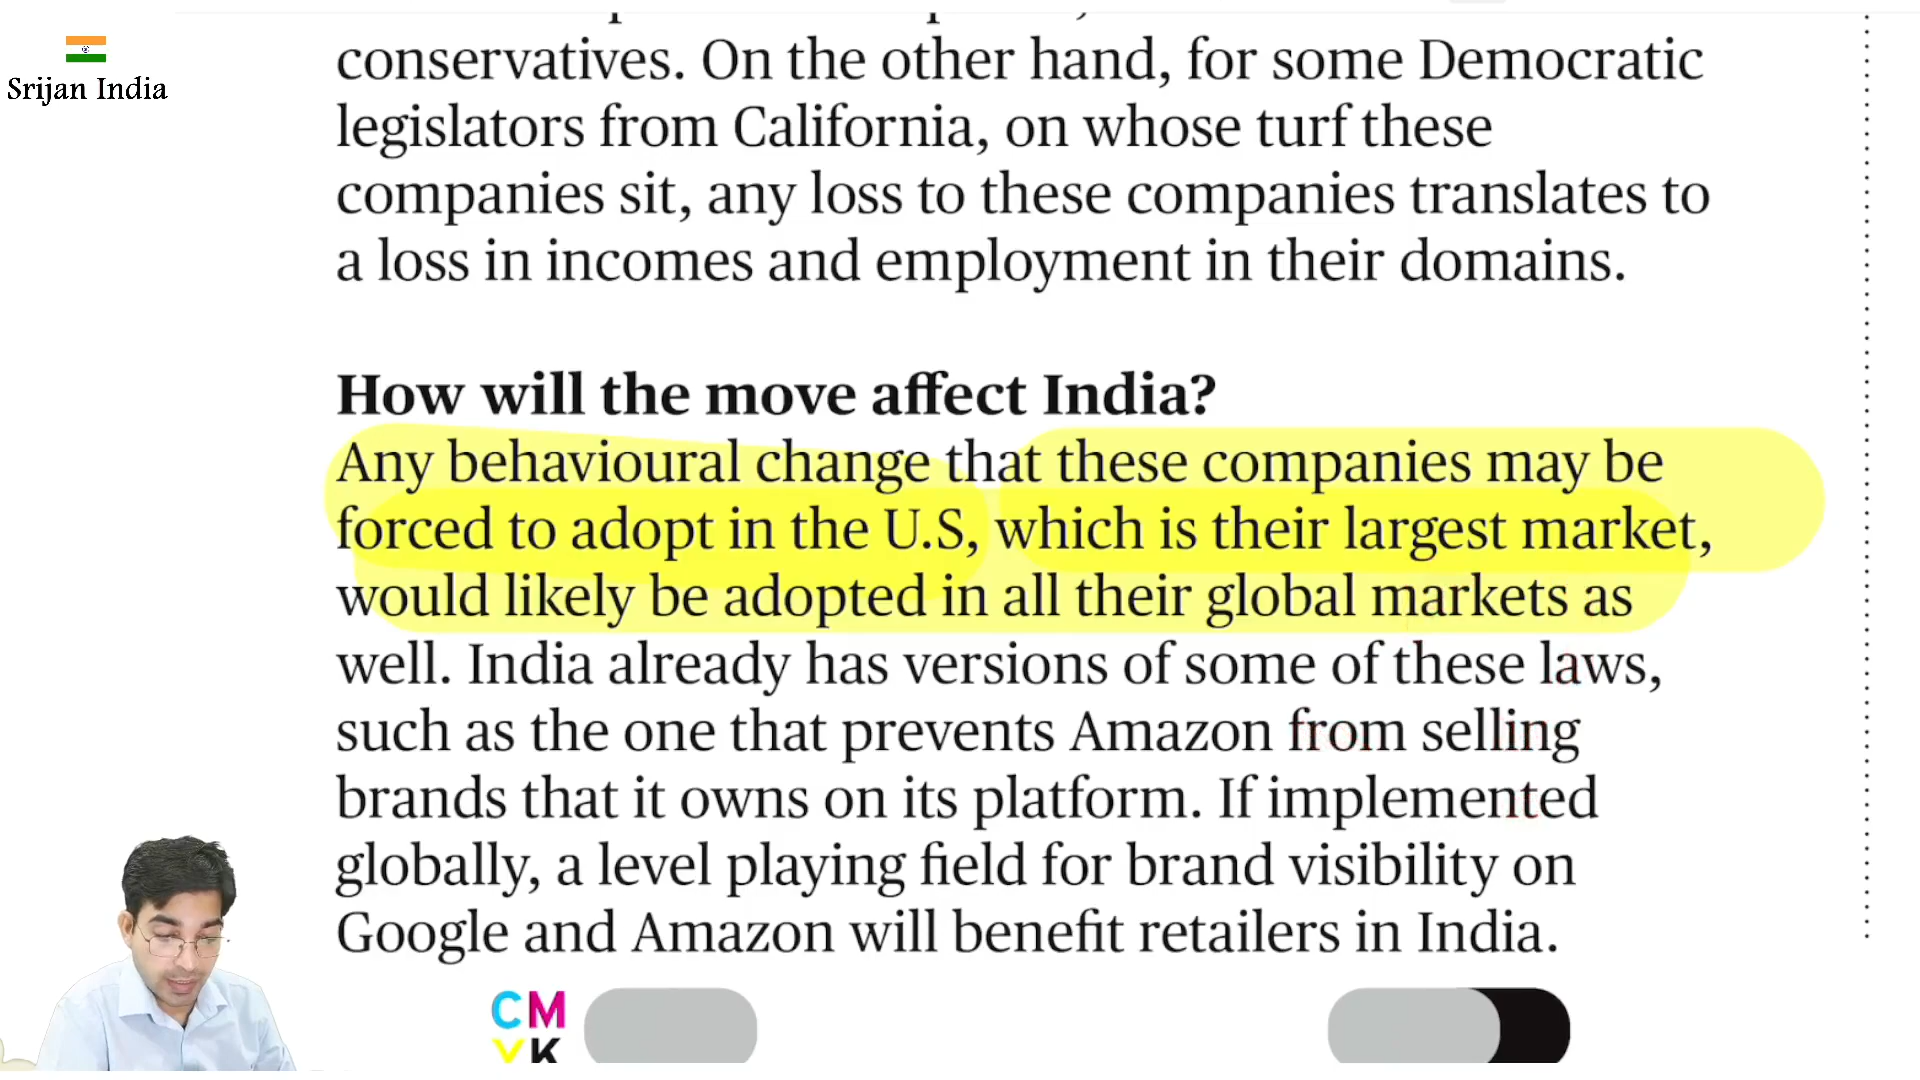 Srijan India
conservatives. On the other hand, for some Democratic
legislators from California, on whose turf these
companies sit, any loss to these companies translates to
a loss in incomes and employment in their domains.
How will the move affect India?
Any behavioural change that these companies may be
forced to adopt in the U.S, which is their largest market,
would likely be adopted in all their global markets as
well. India already has versions of some of these laws,
such as the one that prevents Amazon from selling
brands that it owns on its platform. If implemented
globally, a level playing field for brand visibility on
Google and Amazon will benefit retailers in India.
CM
YK